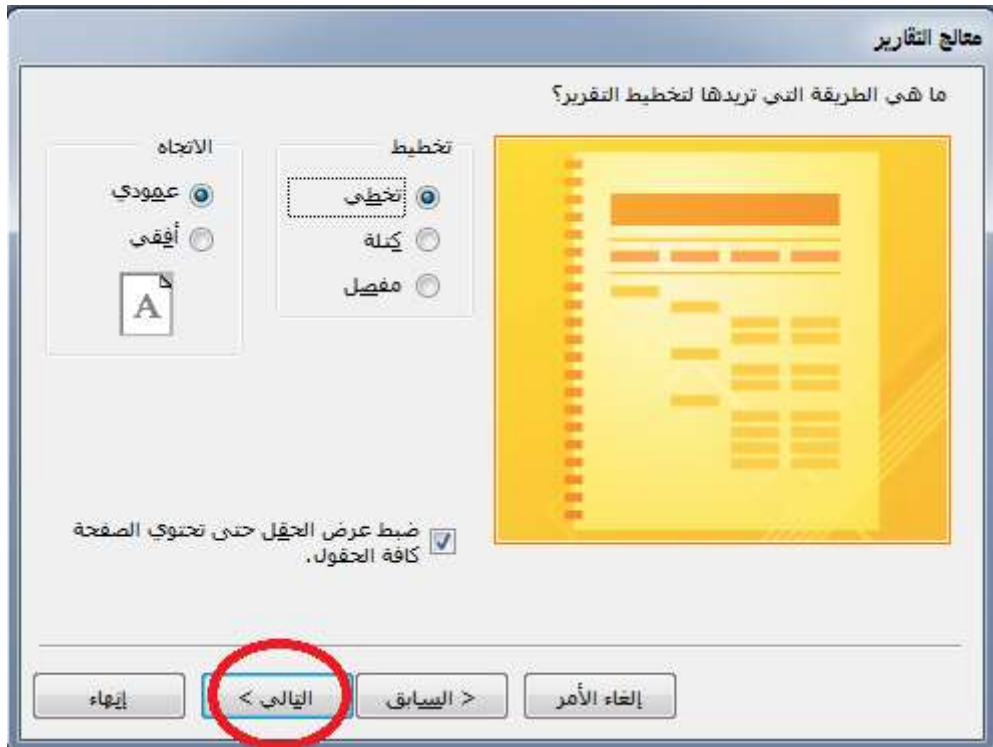 معالج التقارير
ما هي الطريقة التي تريدها لتخطيط التقرير؟
تخطيط
تخطي
كتلة
مفصل
الاتجاه
عمودي
أفقي
A
ضبط عرض الحقل حتى تحتوي الصفحة
كافة الحقول.
إلغاء الأمر
< السابق
التالي >
إنهاء